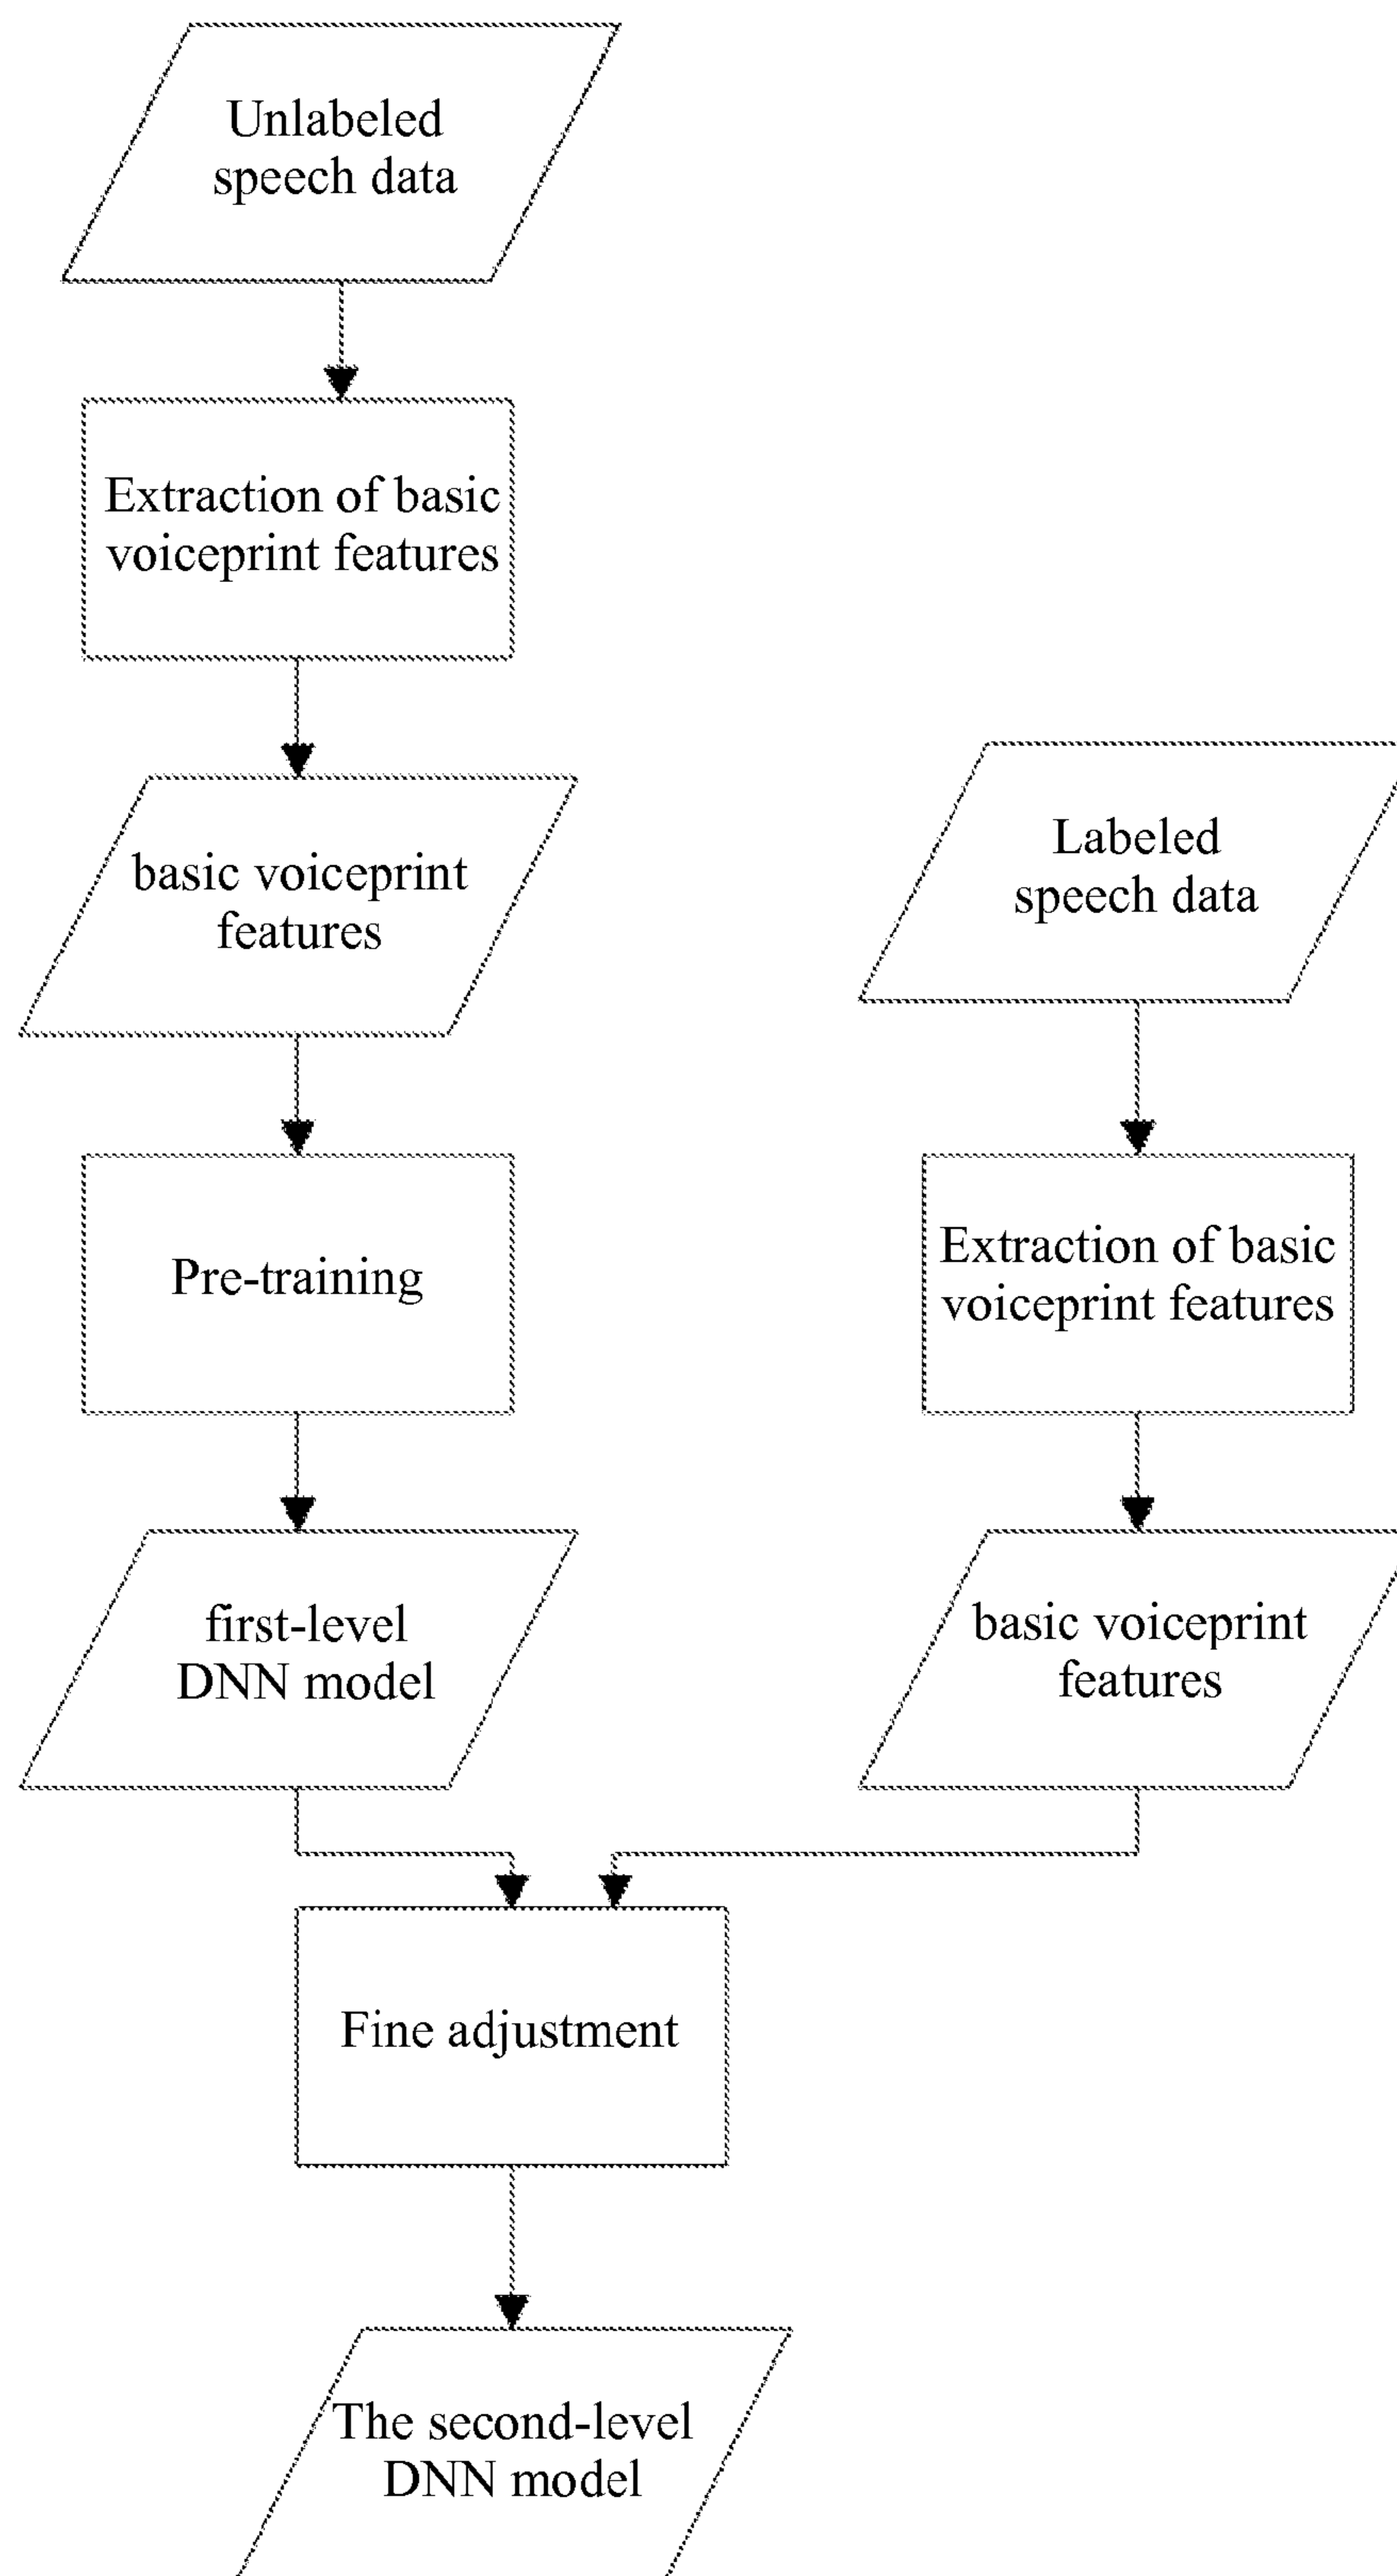 Unlabeled
speech data
Extraction of basic
voiceprint features
basic voiceprint
features
Pre-training
first-level
DNN model
Labeled
speech data
Extraction of basic
voiceprint features
basic voiceprint
features
Fine adjustment
The second-level
DNN model